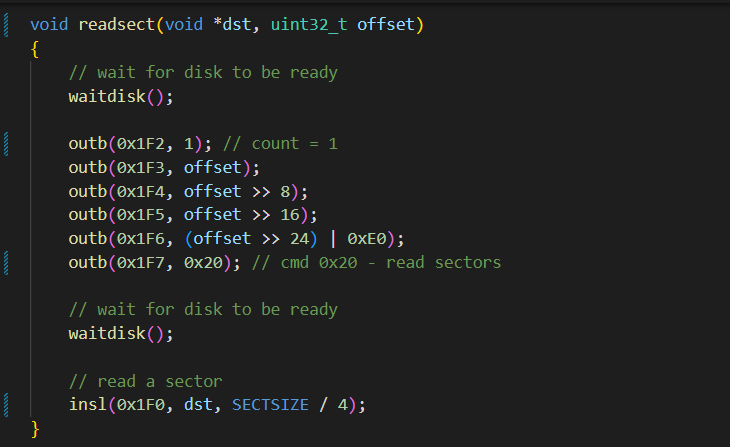 void readsect(void *dst, uint32_t offset)
{
// wait for disk to be ready
waitdisk();
outb(0x1F2, 1); // count = 1
outb(0x1F3, offset);
outb(0x1F4, offset >> 8);
outb(0x1F5, offset >> 16);
outb(0x1F6, (offset >> 24) | 0xE0);
outb(0x1F7, 0x20); // cmd 0x20 - read sectors
// wait for disk to be ready
waitdisk();
// read a sector
insl(0x1F0, dst, SECTSIZE / 4);
}